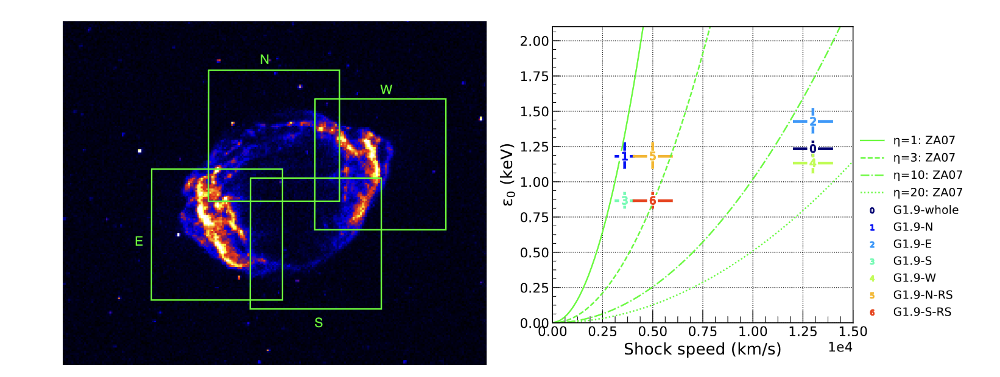 N
W
E
S
2.00
1.75
1.50
1.25
1.00
0.75
0.50
0.25
0.00
ε0 (keV)
0.00 0.25 0.50 0.75 1.00 1.25 1.50
1e4
Shock speed (km/s)
2
0
4
1
5
3
6
η=1: ZA07
η=3: ZA07
η=10: ZA07
η=20: ZA07
0 G1.9-whole
1 G1.9-N
2 G1.9-E
3 G1.9-S
4 G1.9-W
5 G1.9-N-RS
6 G1.9-S-RS